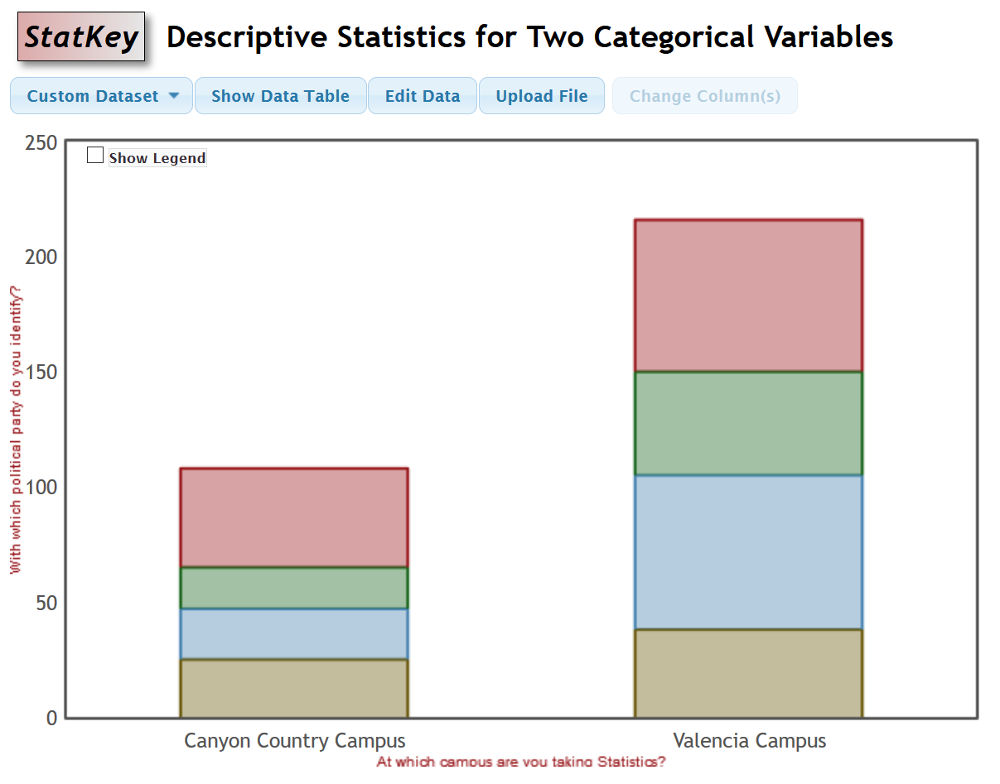 StatKey Descriptive Statistics for Two Categorical Variables
Custom Dataset Show Data Table Edit Data Upload File Change Column(s)
Show Legend
250
200
150
100
50
0
With which political party do you identify?
Canyon Country Campus Valencia Campus
At which campus are you taking Statistics?